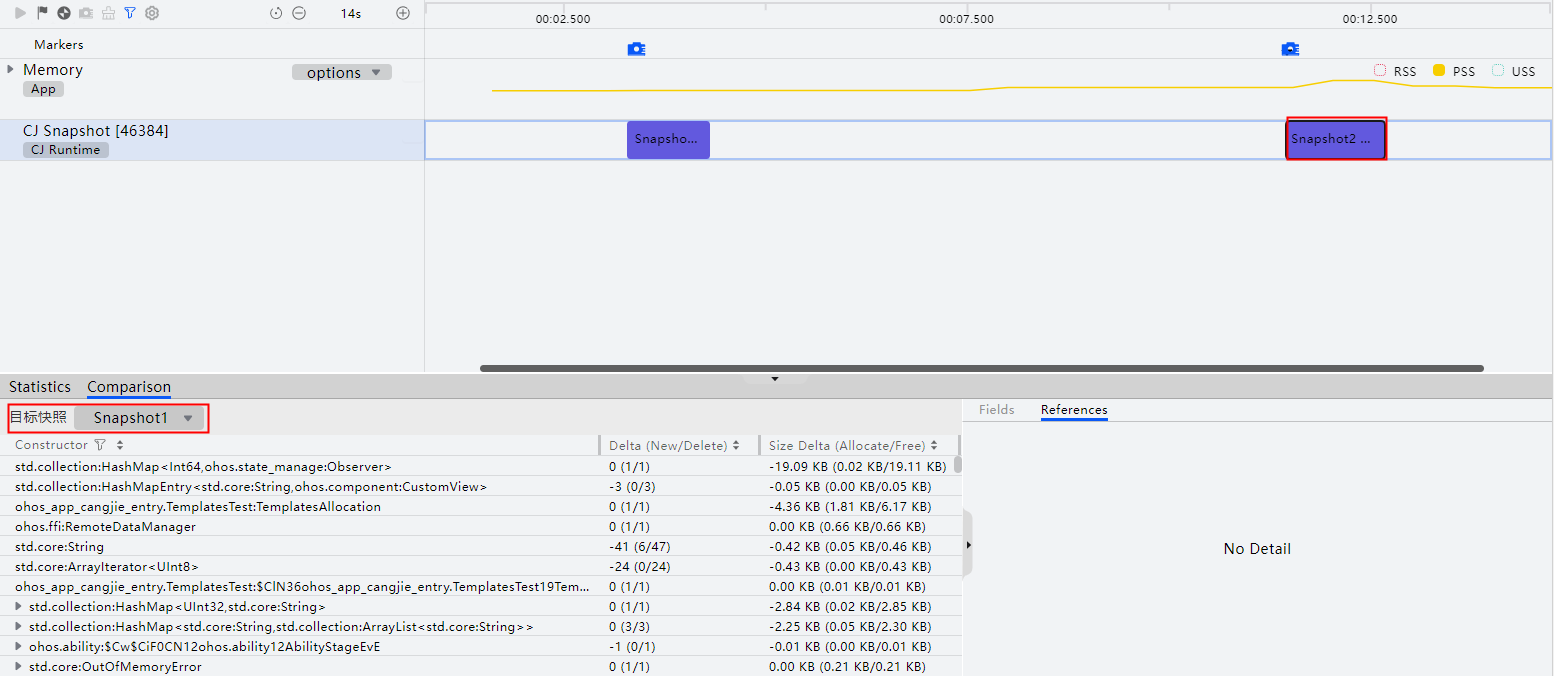 14s
00:02.500
00:07.500
00:12.500
Markers
Memory
options
App
RSS
PSS
USS
CJ Snapshot [46384]
CJ Runtime
Snapsho...
Snapshot2 ...
Statistics
Comparison
目标快照
Snapshot1
Fields
References
Constructor
Delta (New/Delete)
Size Delta (Allocate/Free)
std.collection:HashMap<Int64,ohos.state_manage:Observer>
0 (1/1)
-19.09 KB (0.02 KB/19.11 KB)
std.collection:HashMapEntry<std.core:String,ohos.component:CustomView>
-3 (0/3)
-0.05 KB (0.00 KB/0.05 KB)
ohos_app_cangjie_entry.TemplatesTest:TemplatesAllocation
0 (1/1)
-4.36 KB (1.81 KB/6.17 KB)
ohos.ffi:RemoteDataManager
0 (1/1)
0.00 KB (0.66 KB/0.66 KB)
std.core:String
-41 (6/47)
-0.42 KB (0.05 KB/0.46 KB)
std.core:ArrayIterator<UInt8>
-24 (0/24)
-0.43 KB (0.00 KB/0.43 KB)
ohos_app_cangjie_entry.TemplatesTest:$ClN36ohos_app_cangjie_entry.TemplatesTest19Tem...
0 (1/1)
0.00 KB (0.01 KB/0.01 KB)
std.collection:HashMap<UInt32,std.core:String>
0 (1/1)
-2.84 KB (0.02 KB/2.85 KB)
std.collection:HashMap<std.core:String,std.collection:ArrayList<std.core:String>>
0 (3/3)
-2.25 KB (0.05 KB/2.30 KB)
ohos.ability:$Cw$CiF0CN12ohos.ability12AbilityStageEvE
-1 (0/1)
-0.01 KB (0.00 KB/0.01 KB)
std.core:OutOfMemoryError
0 (1/1)
0.00 KB (0.21 KB/0.21 KB)
No Detail